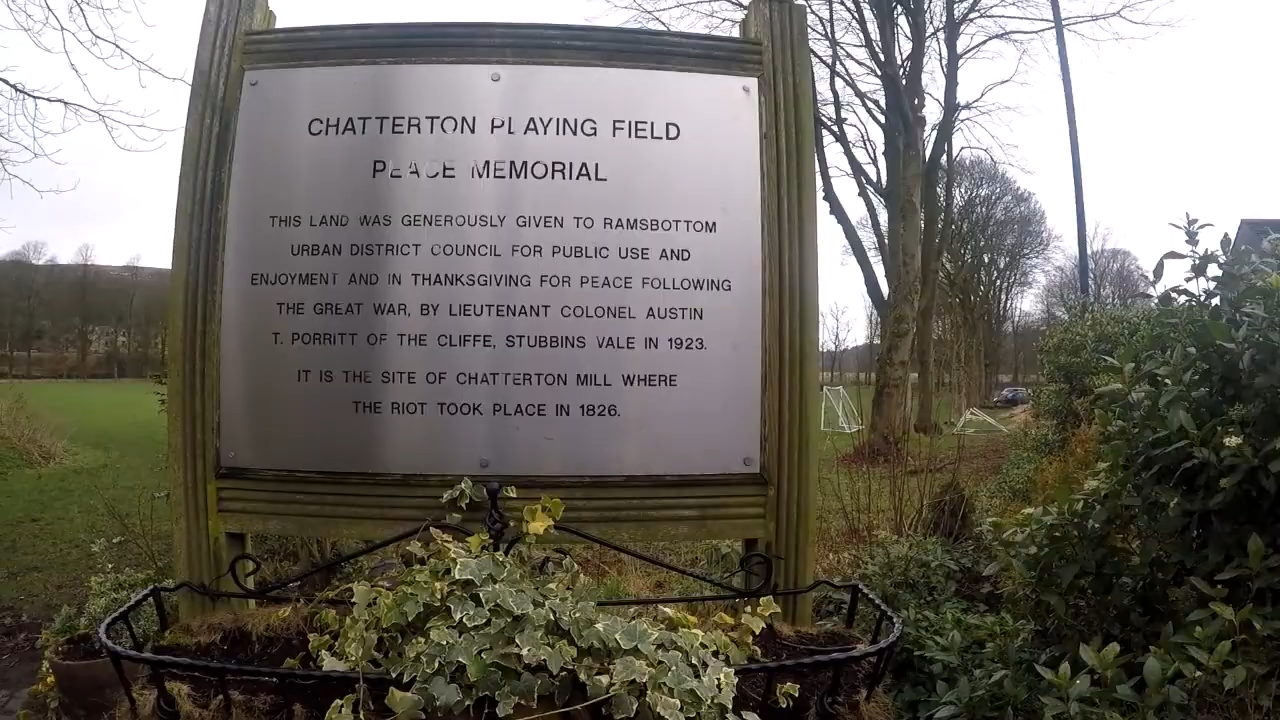 CHATTERTON PLAYING FIELD
PEACE MEMORIAL
THIS LAND WAS GENEROUSLY GIVEN TO RAMSBOTTOM
URBAN DISTRICT COUNCIL FOR PUBLIC USE AND
ENJOYMENT AND IN THANKSGIVING FOR PEACE FOLLOWING
THE GREAT WAR, BY LIEUTENANT COLONEL AUSTIN
T. PORRITT OF THE CLIFFE, STUBBINS VALE IN 1923.
IT IS THE SITE OF CHATTERTON MILL WHERE
THE RIOT TOOK PLACE IN 1826.